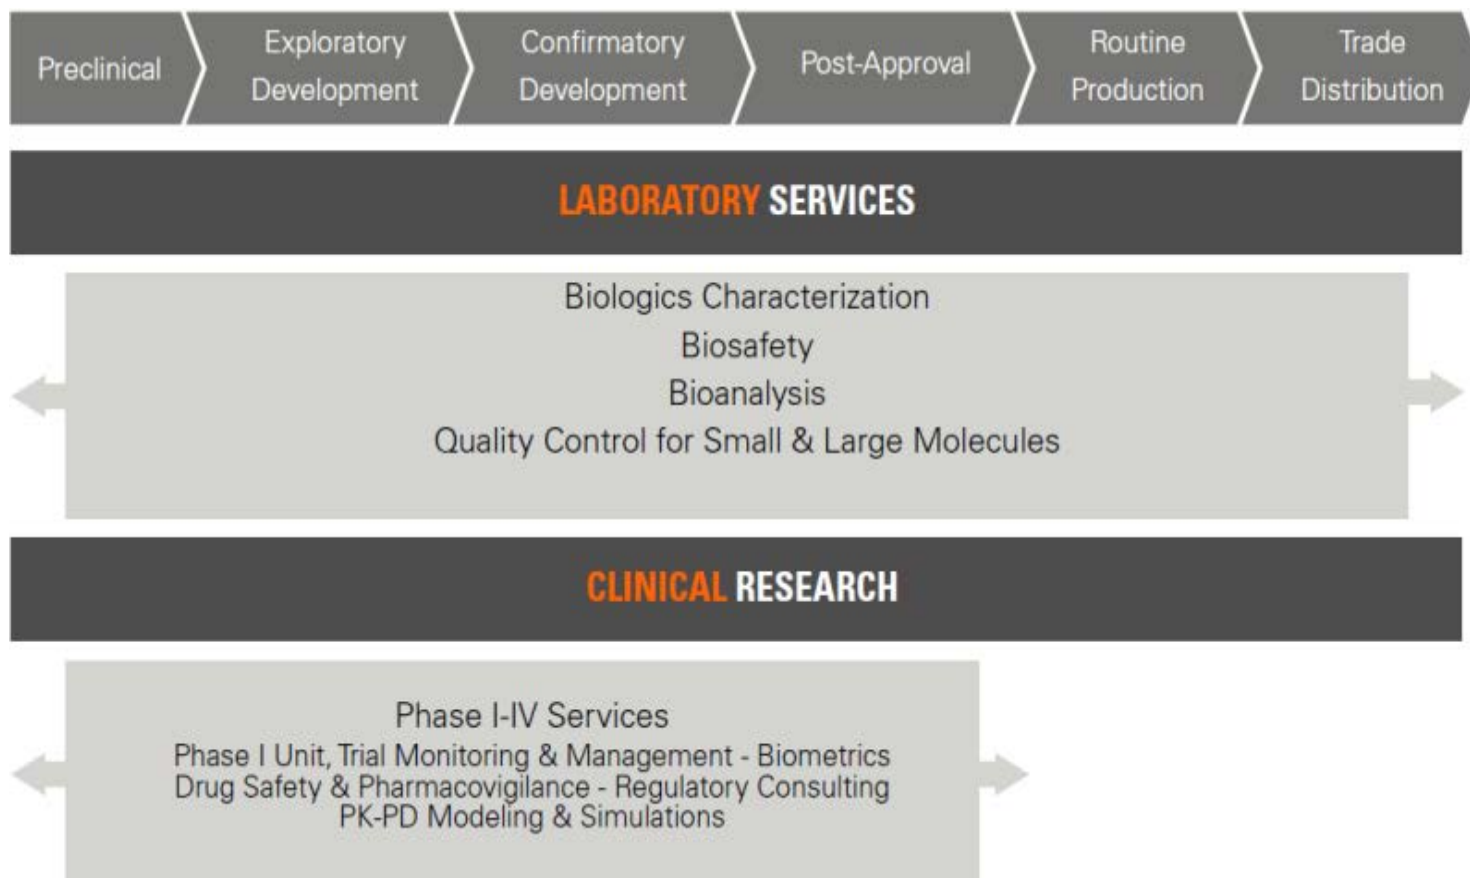 Preclinical
Exploratory
Development
Confirmatory
Development
Post-Approval
Routine
Production
Trade
Distribution
LABORATORY SERVICES
Biologics Characterization
Biosafety
Bioanalysis
Quality Control for Small & Large Molecules
CLINICAL RESEARCH
Phase I-IV Services
Phase I Unit, Trial Monitoring & Management - Biometrics
Drug Safety & Pharmacovigilance - Regulatory Consulting
PK-PD Modeling & Simulations